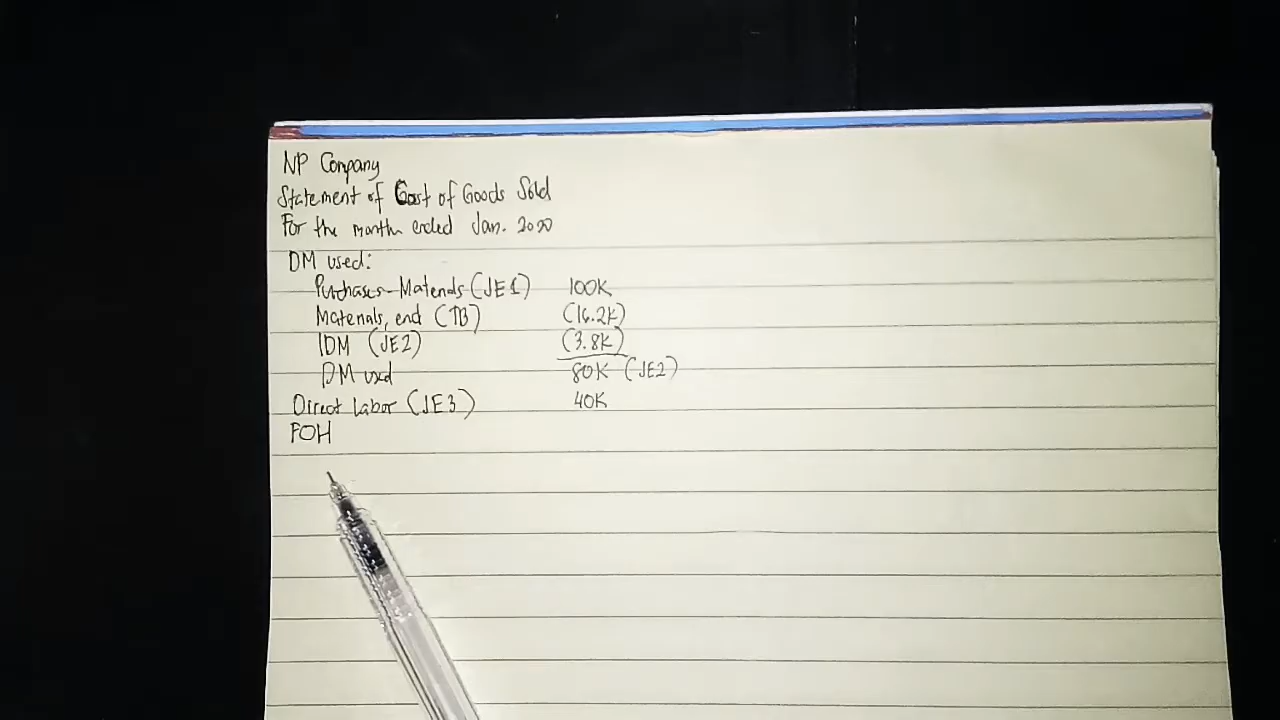 NP Company
Statement of Cost of Goods Sold
For the month ended Jan. 2020
DM used:
Purchases-Materials (JE1) 100K
Materials, end (TB) (16.2K)
IDM (JE2) (3.8K)
DM used 80K (JE2)
Direct Labor (JE3) 40K
FOH